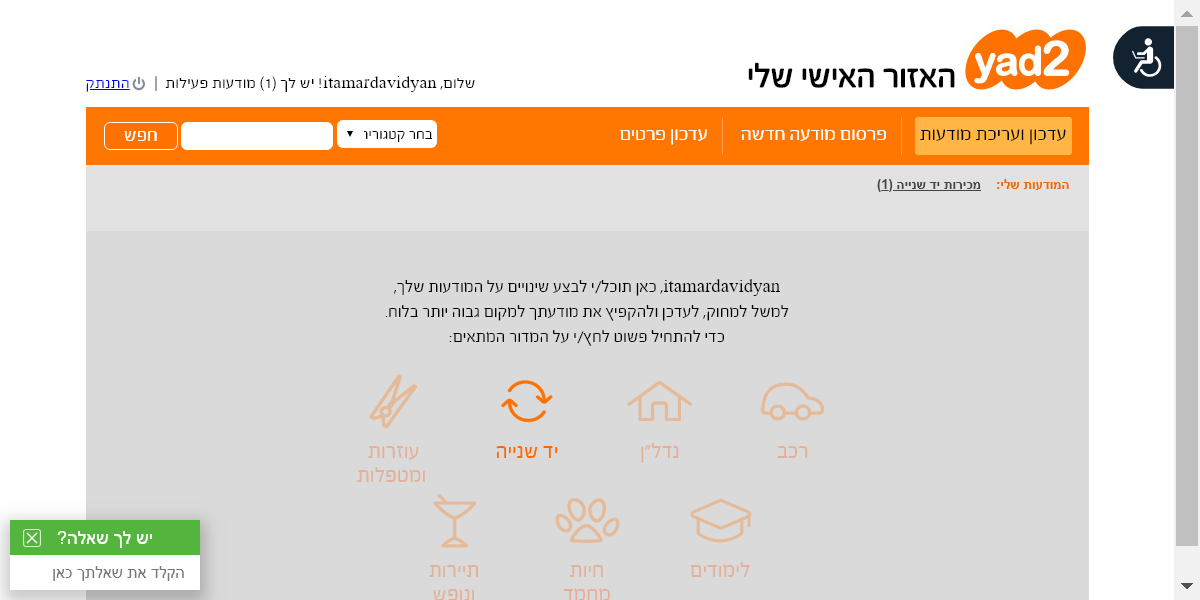 yad2
האזור האישי שלי
שלום, itamardavidyan! יש לך (1) מודעות פעילות | התנתק
עדכון ועריכת מודעות
פרסום מודעה חדשה
עדכון פרטים
בחר קטגוריה
חפש
המודעות שלי: מכירות יד שנייה (1)
itamardavidyan, כאן תוכל/י לבצע שינויים על המודעות שלך,
למשל למחוק, לעדכן ולהקפיץ את מודעתך למקום גבוה יותר בלוח.
כדי להתחיל פשוט לחץ/י על המדור המתאים:
רכב
נדל"ן
יד שנייה
עוזרות
ומטפלות
לימודים
חיות
מחמד
תיירות
ונופש
יש לך שאלה?
הקלד את שאלתך כאן